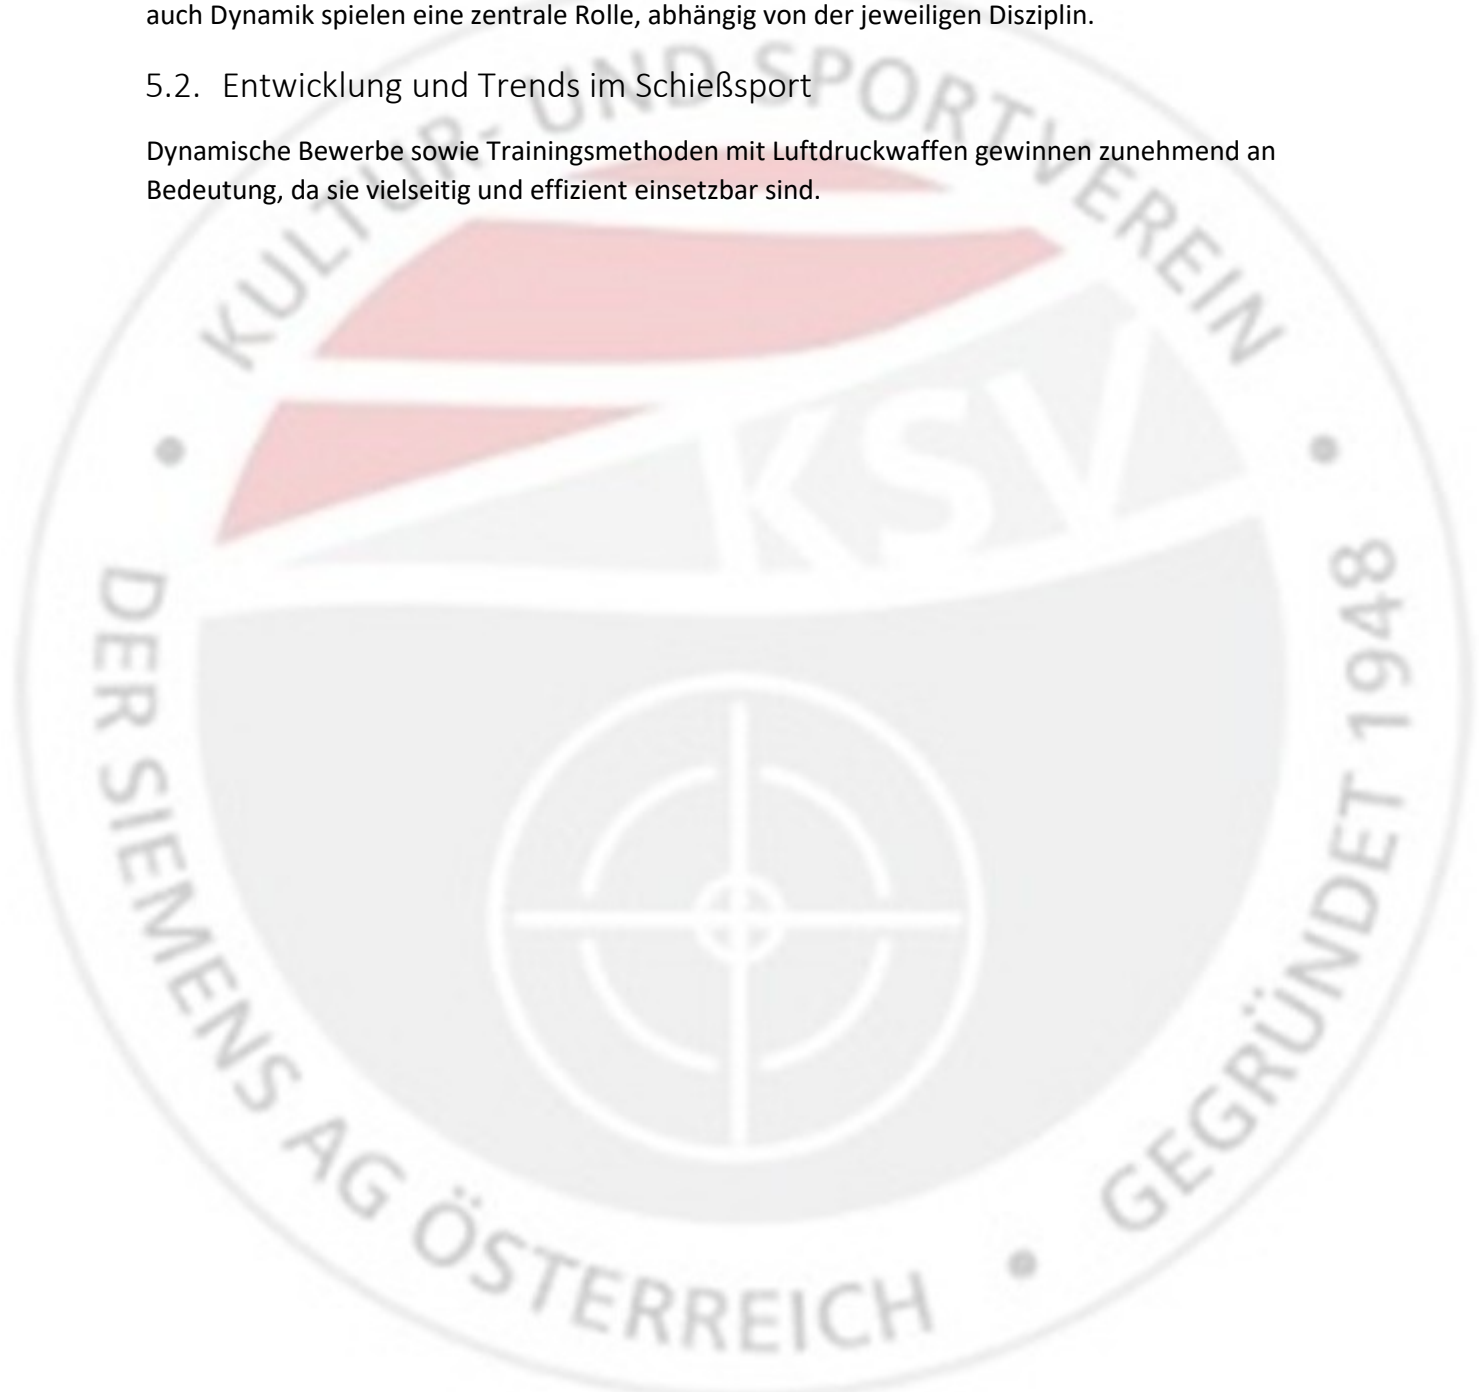 auch Dynamik spielen eine zentrale Rolle, abhängig von der jeweiligen Disziplin.
5.2. Entwicklung und Trends im Schießsport
Dynamische Bewerbe sowie Trainingsmethoden mit Luftdruckwaffen gewinnen zunehmend an
Bedeutung, da sie vielseitig und effizient einsetzbar sind.
KULTUR- UND SPORTVEREIN
KSV
DER SIEMENS AG ÖSTERREICH
GEGRÜNDET 1948